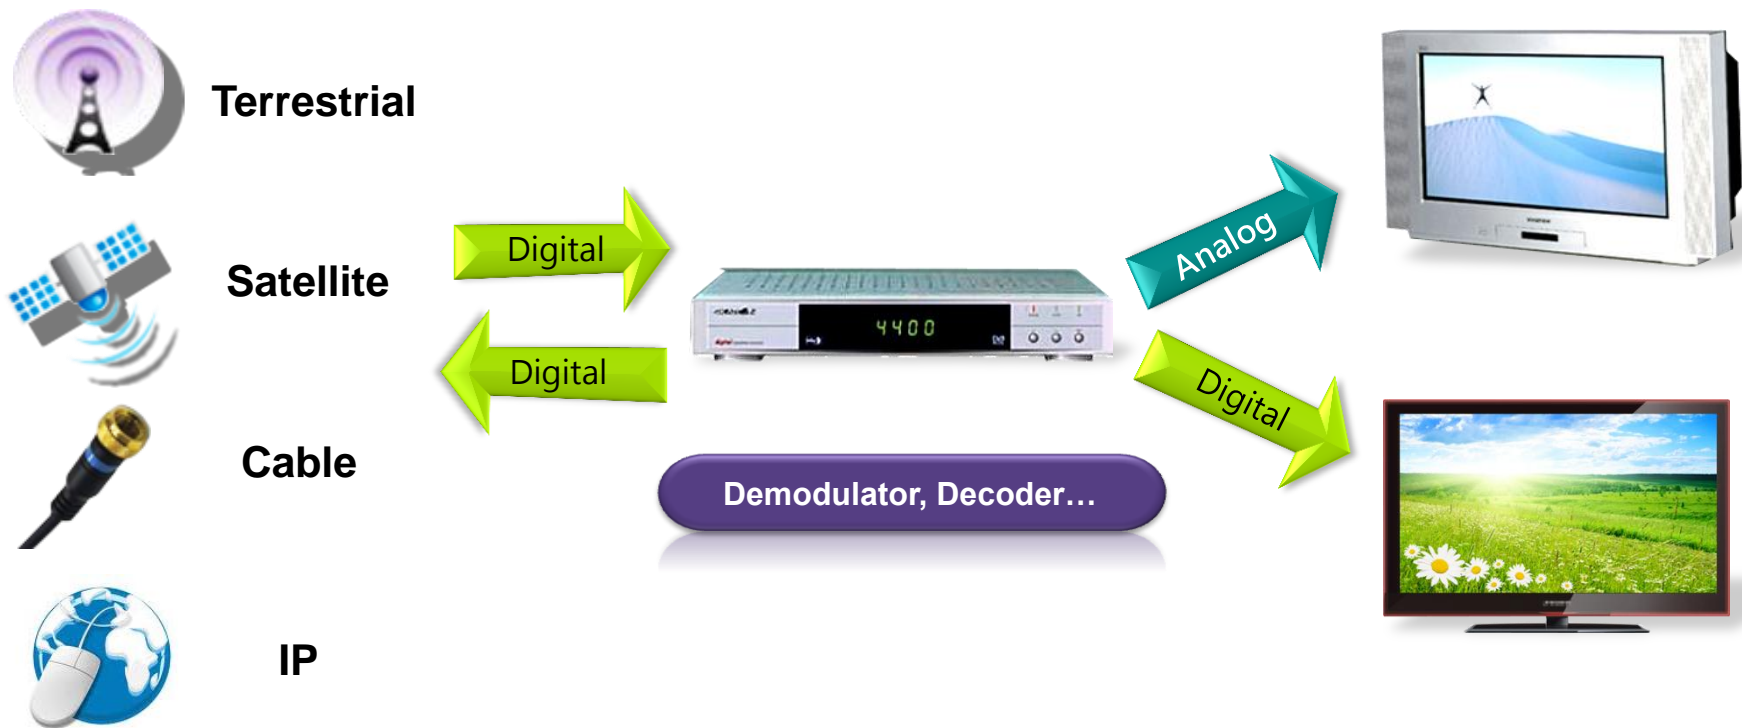 Terrestrial
Satellite
Cable
IP
Digital
Digital
4400
Demodulator, Decoder…
Analog
Digital